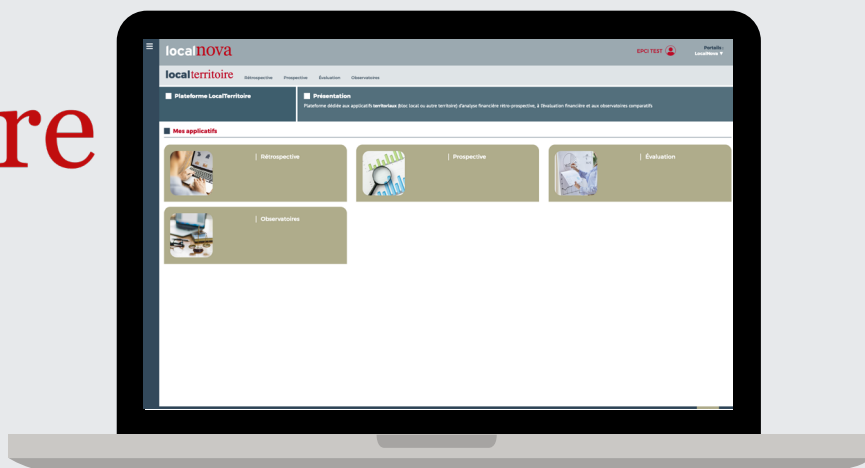 re
localnova
EPCI TEST
Portails :
LocalNova ▼
localterritoire Rétrospective Prospective Évaluation Observatoires
Plateforme LocalTerritoire
Présentation
Plateforme dédiée aux applicatifs territoriaux (bloc local ou autre territoire) d'analyse financière rétro-prospective, à l'évaluation financière et aux observatoires comparatifs
Mes applicatifs
| Rétrospective
| Prospective
| Évaluation
| Observatoires